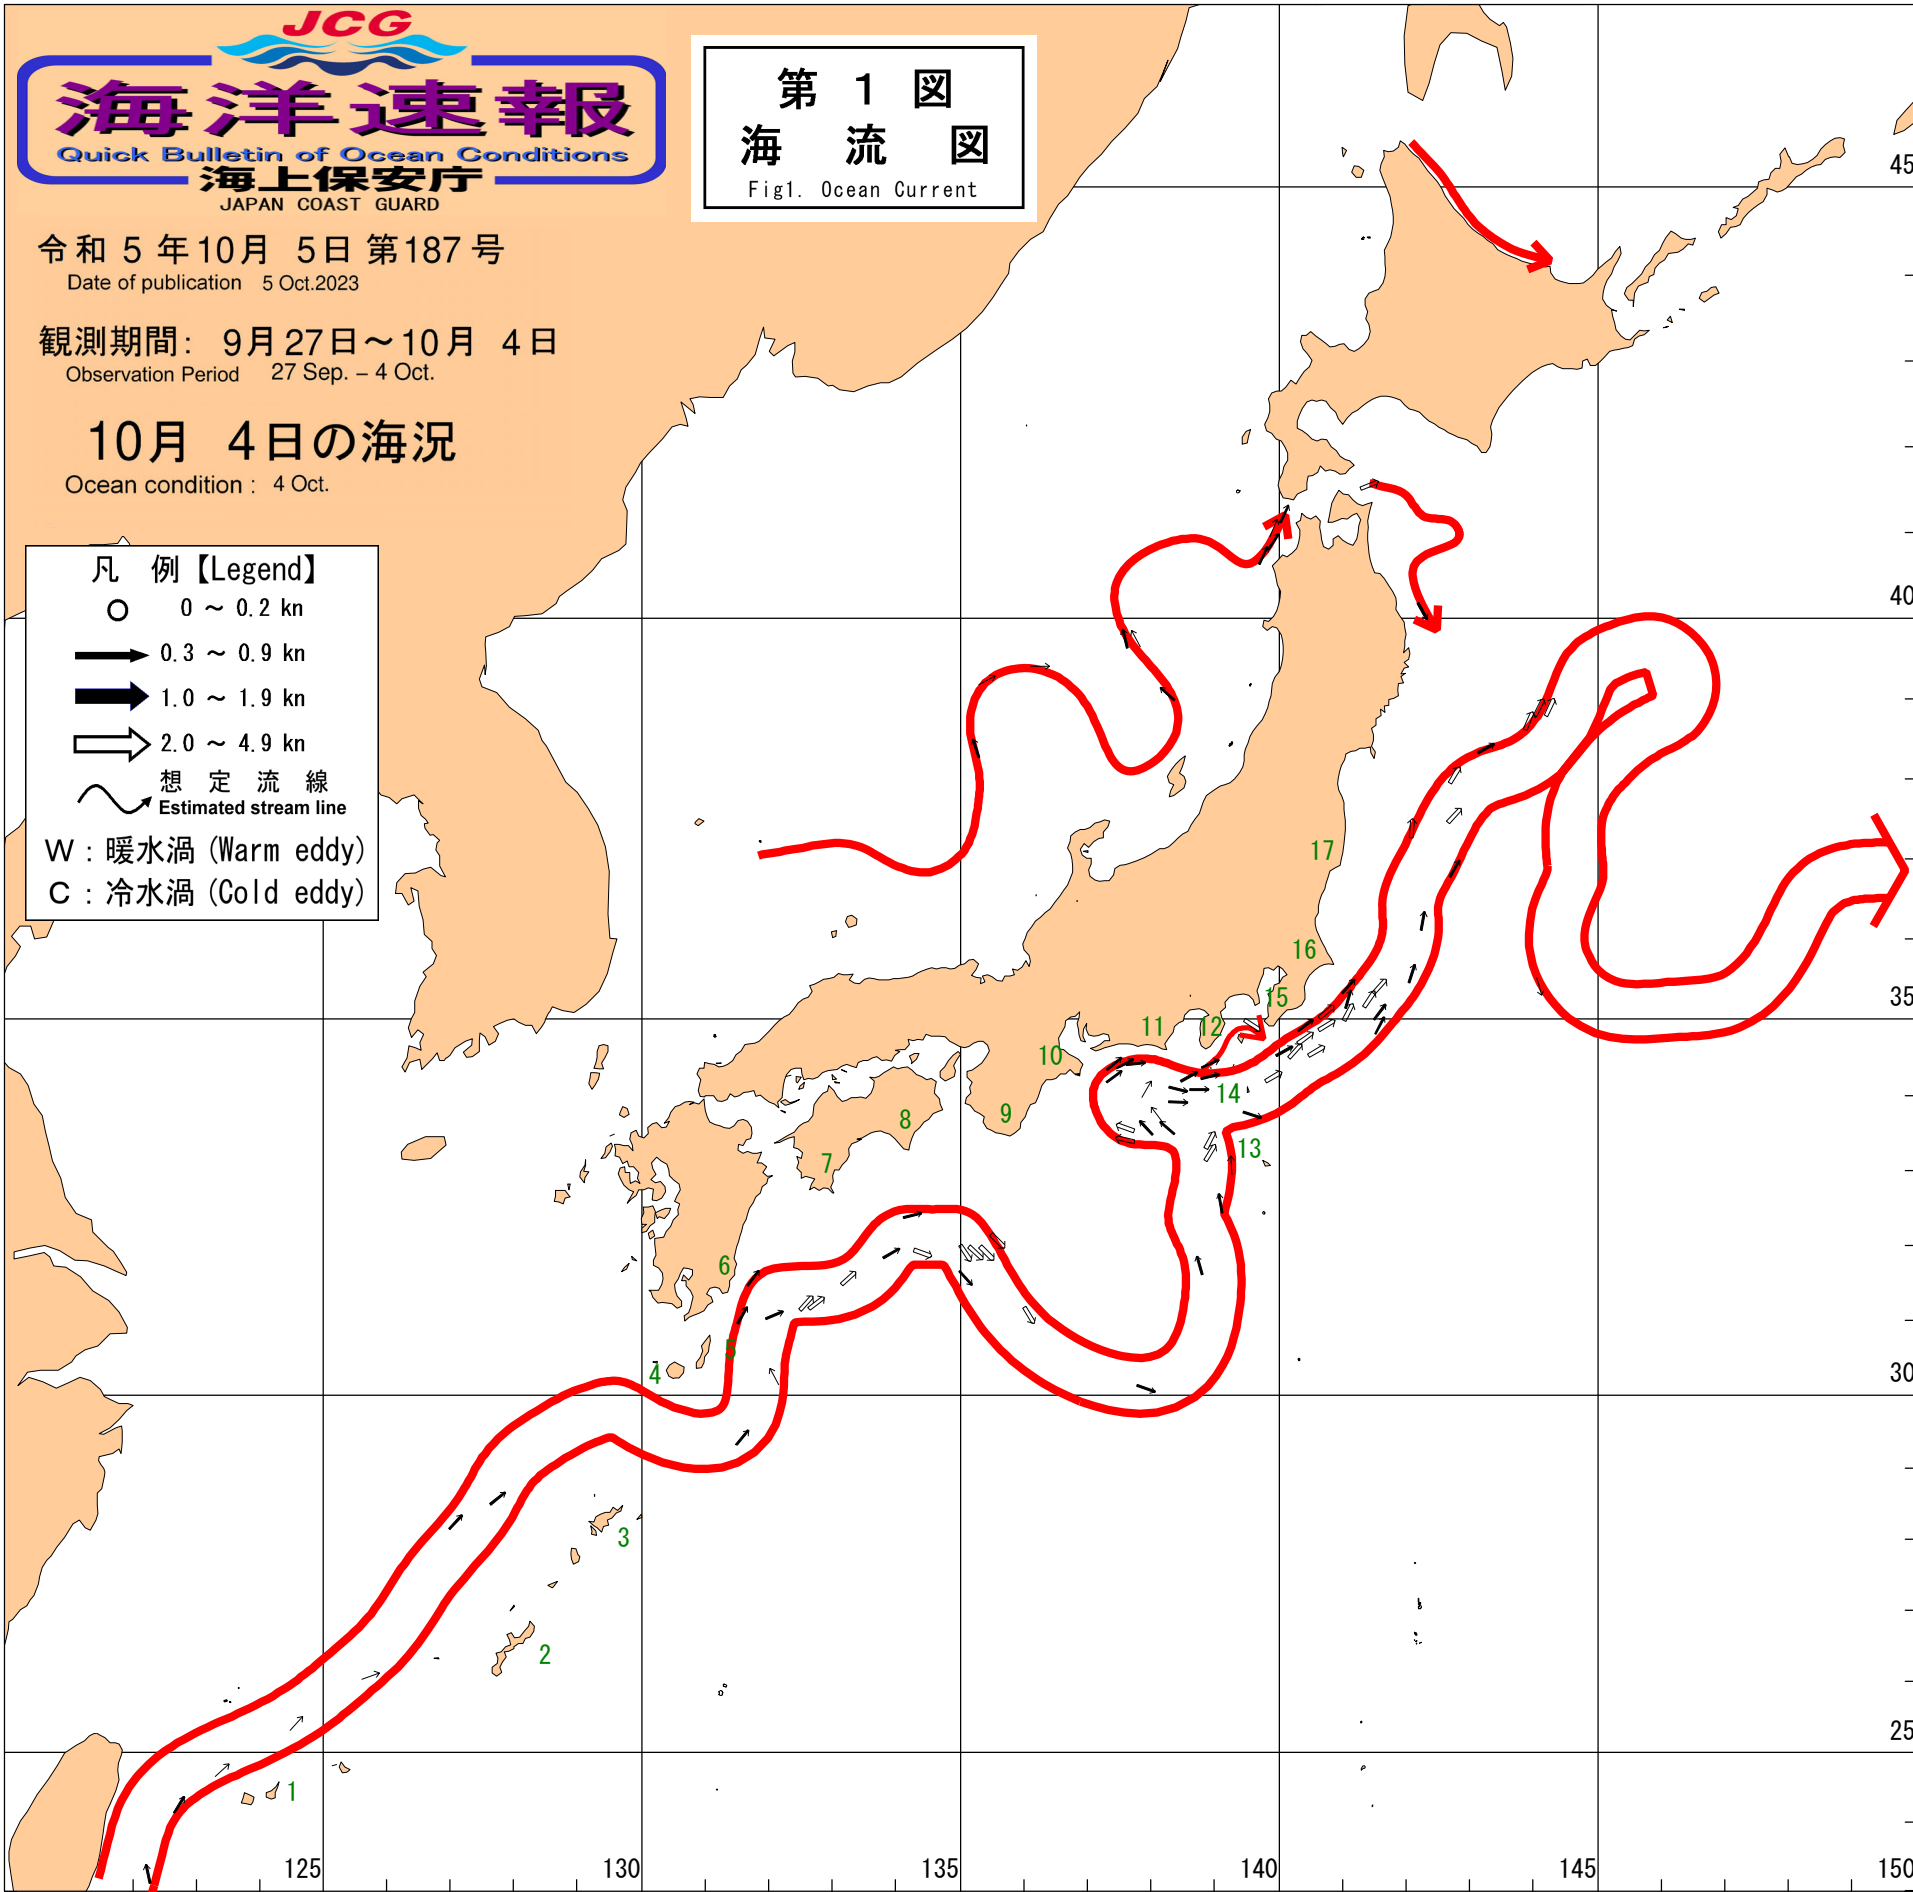 JCG
海洋速報
Quick Bulletin of Ocean Conditions
海上保安庁
JAPAN COAST GUARD
第 1 図
海 流 図
Fig1. Ocean Current
令和 5 年 10月 5日 第187 号
Date of publication 5 Oct.2023
観測期間: 9月 27日～10月 4日
Observation Period 27 Sep. – 4 Oct.
10月 4日の海況
Ocean condition : 4 Oct.
凡 例【Legend】
0 ～ 0.2 kn
0.3 ～ 0.9 kn
1.0 ～ 1.9 kn
2.0 ～ 4.9 kn
想 定 流 線
Estimated stream line
W : 暖水渦 (Warm eddy)
C : 冷水渦 (Cold eddy)
45
40
17
16
35
15
12
11
10
14
9
8
13
7
6
5
4
30
3
2
25
1
125
130
135
140
145
150